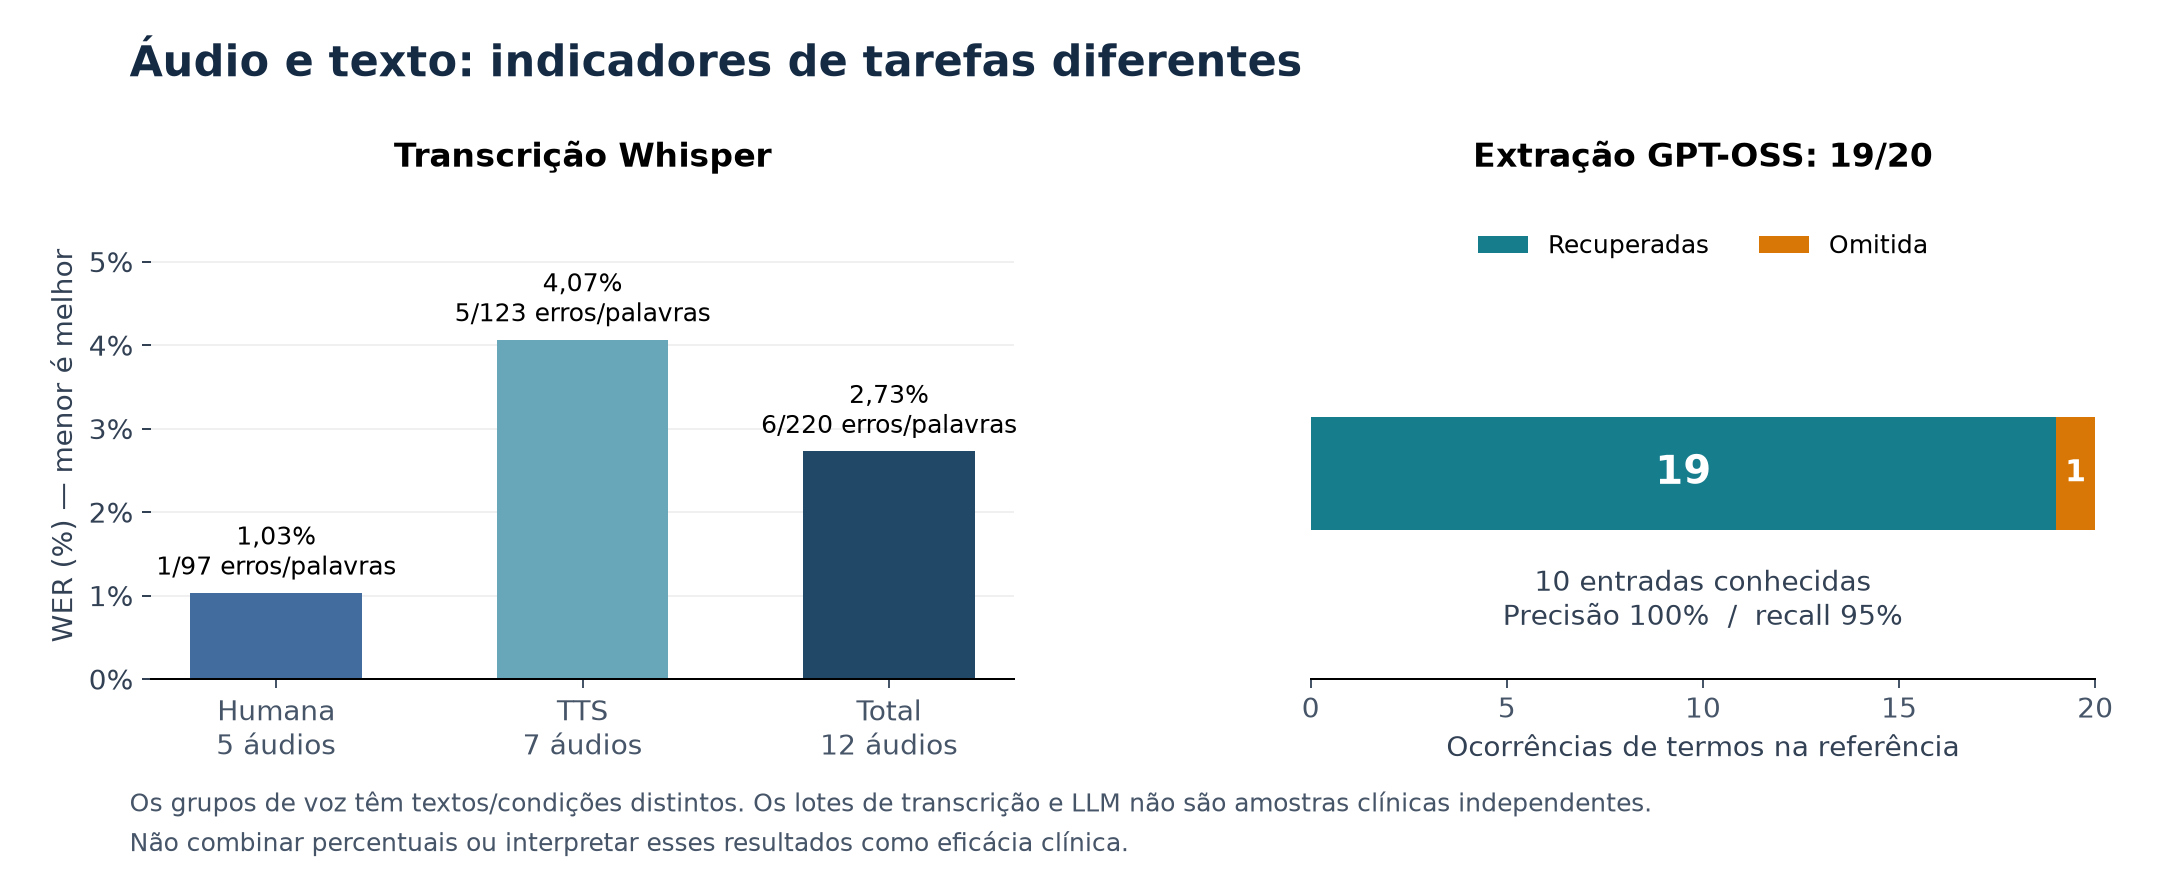 Áudio e texto: indicadores de tarefas diferentes
Transcrição Whisper
WER (%) — menor é melhor
5%
4%
3%
2%
1%
0%
1,03%
1/97 erros/palavras
4,07%
5/123 erros/palavras
2,73%
6/220 erros/palavras
Humana
5 áudios
TTS
7 áudios
Total
12 áudios
Extração GPT-OSS: 19/20
Recuperadas
Omitida
19
1
10 entradas conhecidas
Precisão 100% / recall 95%
0
5
10
15
20
Ocorrências de termos na referência
Os grupos de voz têm textos/condições distintos. Os lotes de transcrição e LLM não são amostras clínicas independentes.
Não combinar percentuais ou interpretar esses resultados como eficácia clínica.